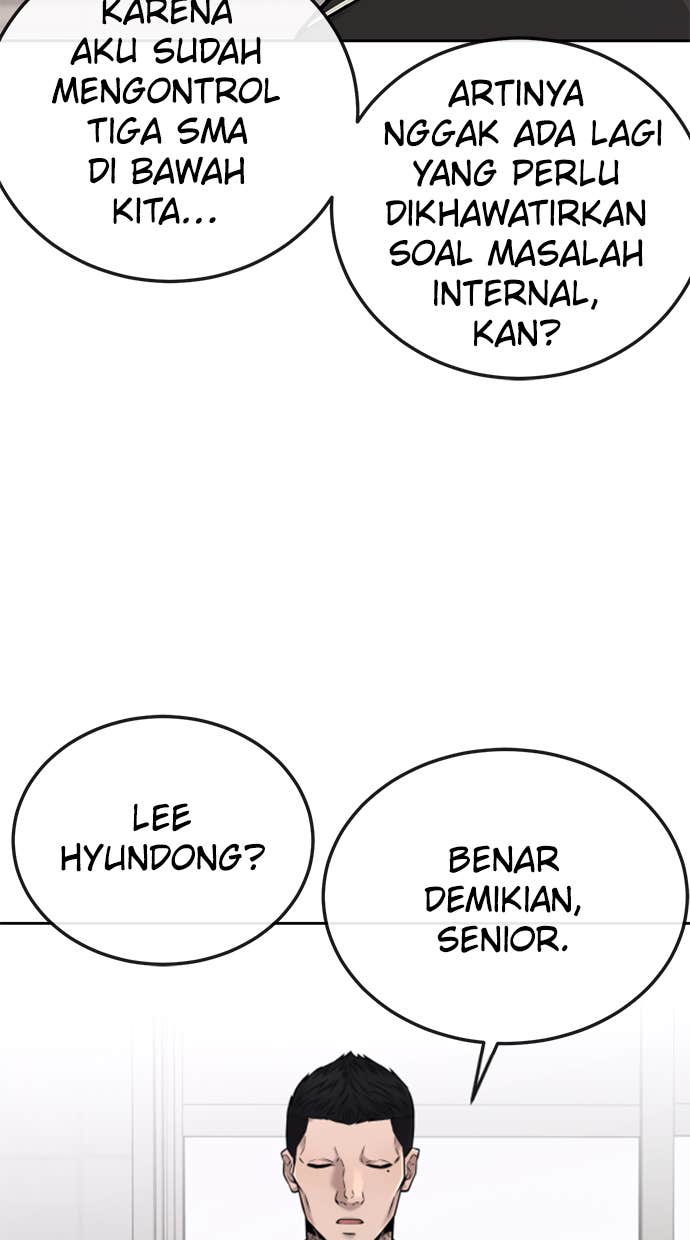 KARENA
AKU SUDAH
MENGONTROL
TIGA SMA
DI BAWAH
KITA...
ARTINYA
NGGAK ADA LAGI
YANG PERLU
DIKHAWATIRKAN
SOAL MASALAH
INTERNAL,
KAN?
LEE
HYUNDONG?
BENAR
DEMIKIAN,
SENIOR.